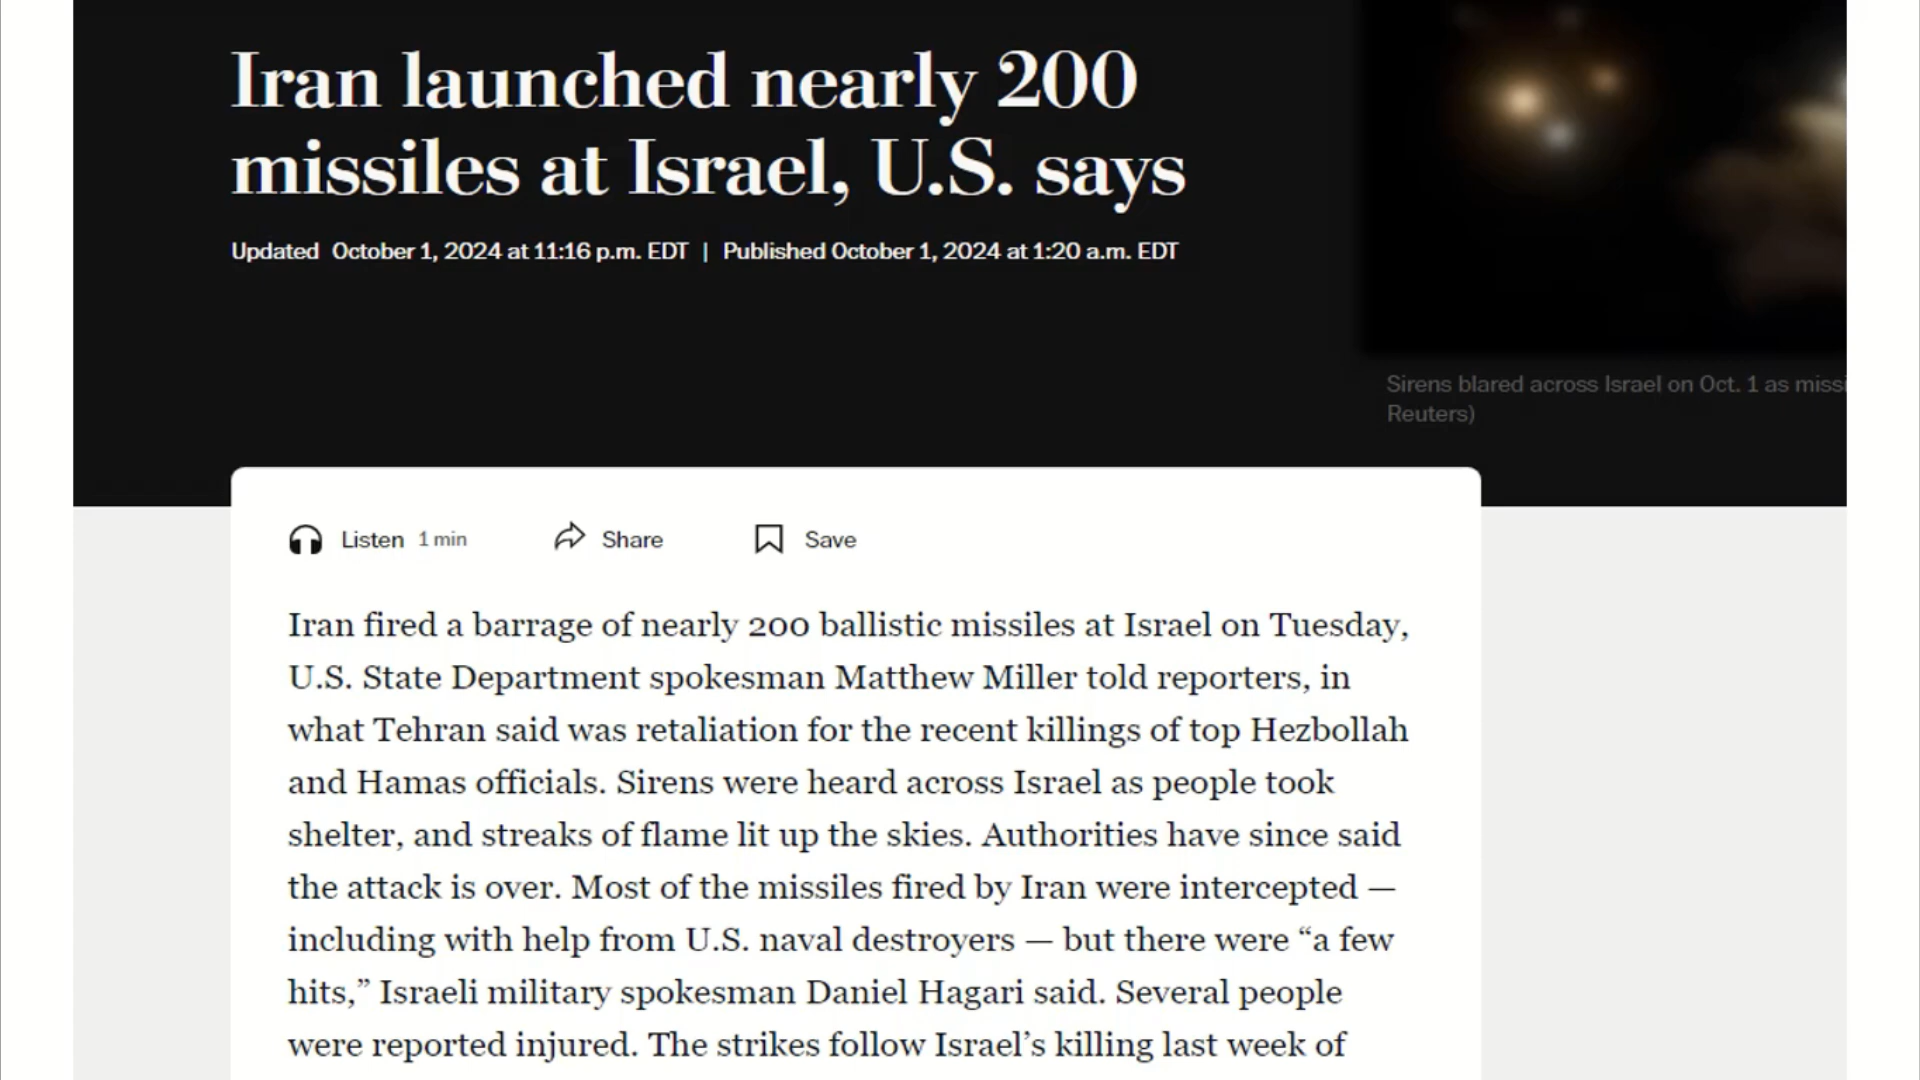 Iran launched nearly 200
missiles at Israel, U.S. says
Updated October 1, 2024 at 11:16 p.m. EDT | Published October 1, 2024 at 1:20 a.m. EDT
Sirens blared across Israel on Oct. 1 as missi
Reuters)
Listen 1 min Share Save
Iran fired a barrage of nearly 200 ballistic missiles at Israel on Tuesday,
U.S. State Department spokesman Matthew Miller told reporters, in
what Tehran said was retaliation for the recent killings of top Hezbollah
and Hamas officials. Sirens were heard across Israel as people took
shelter, and streaks of flame lit up the skies. Authorities have since said
the attack is over. Most of the missiles fired by Iran were intercepted —
including with help from U.S. naval destroyers — but there were “a few
hits,” Israeli military spokesman Daniel Hagari said. Several people
were reported injured. The strikes follow Israel’s killing last week of